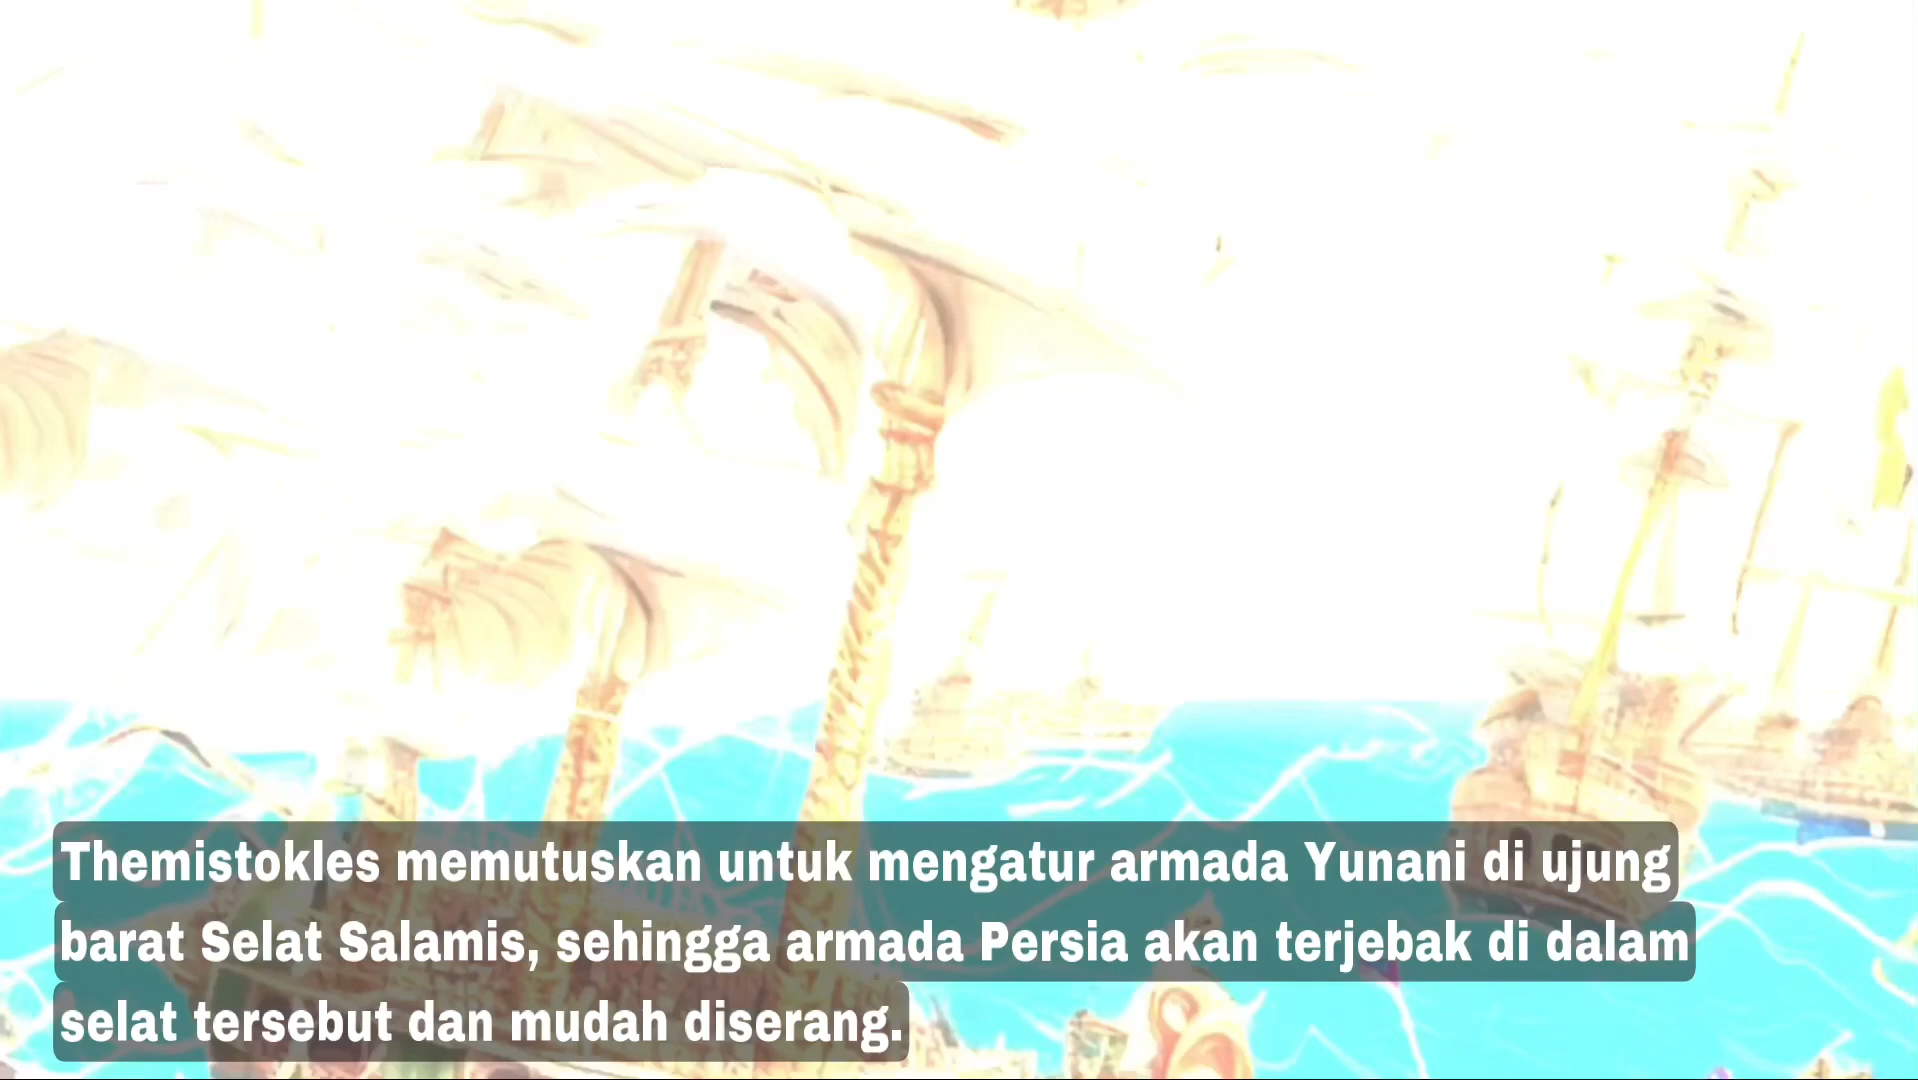 Themistokles memutuskan untuk mengatur armada Yunani di ujung
barat Selat Salamis, sehingga armada Persia akan terjebak di dalam
selat tersebut dan mudah diserang.